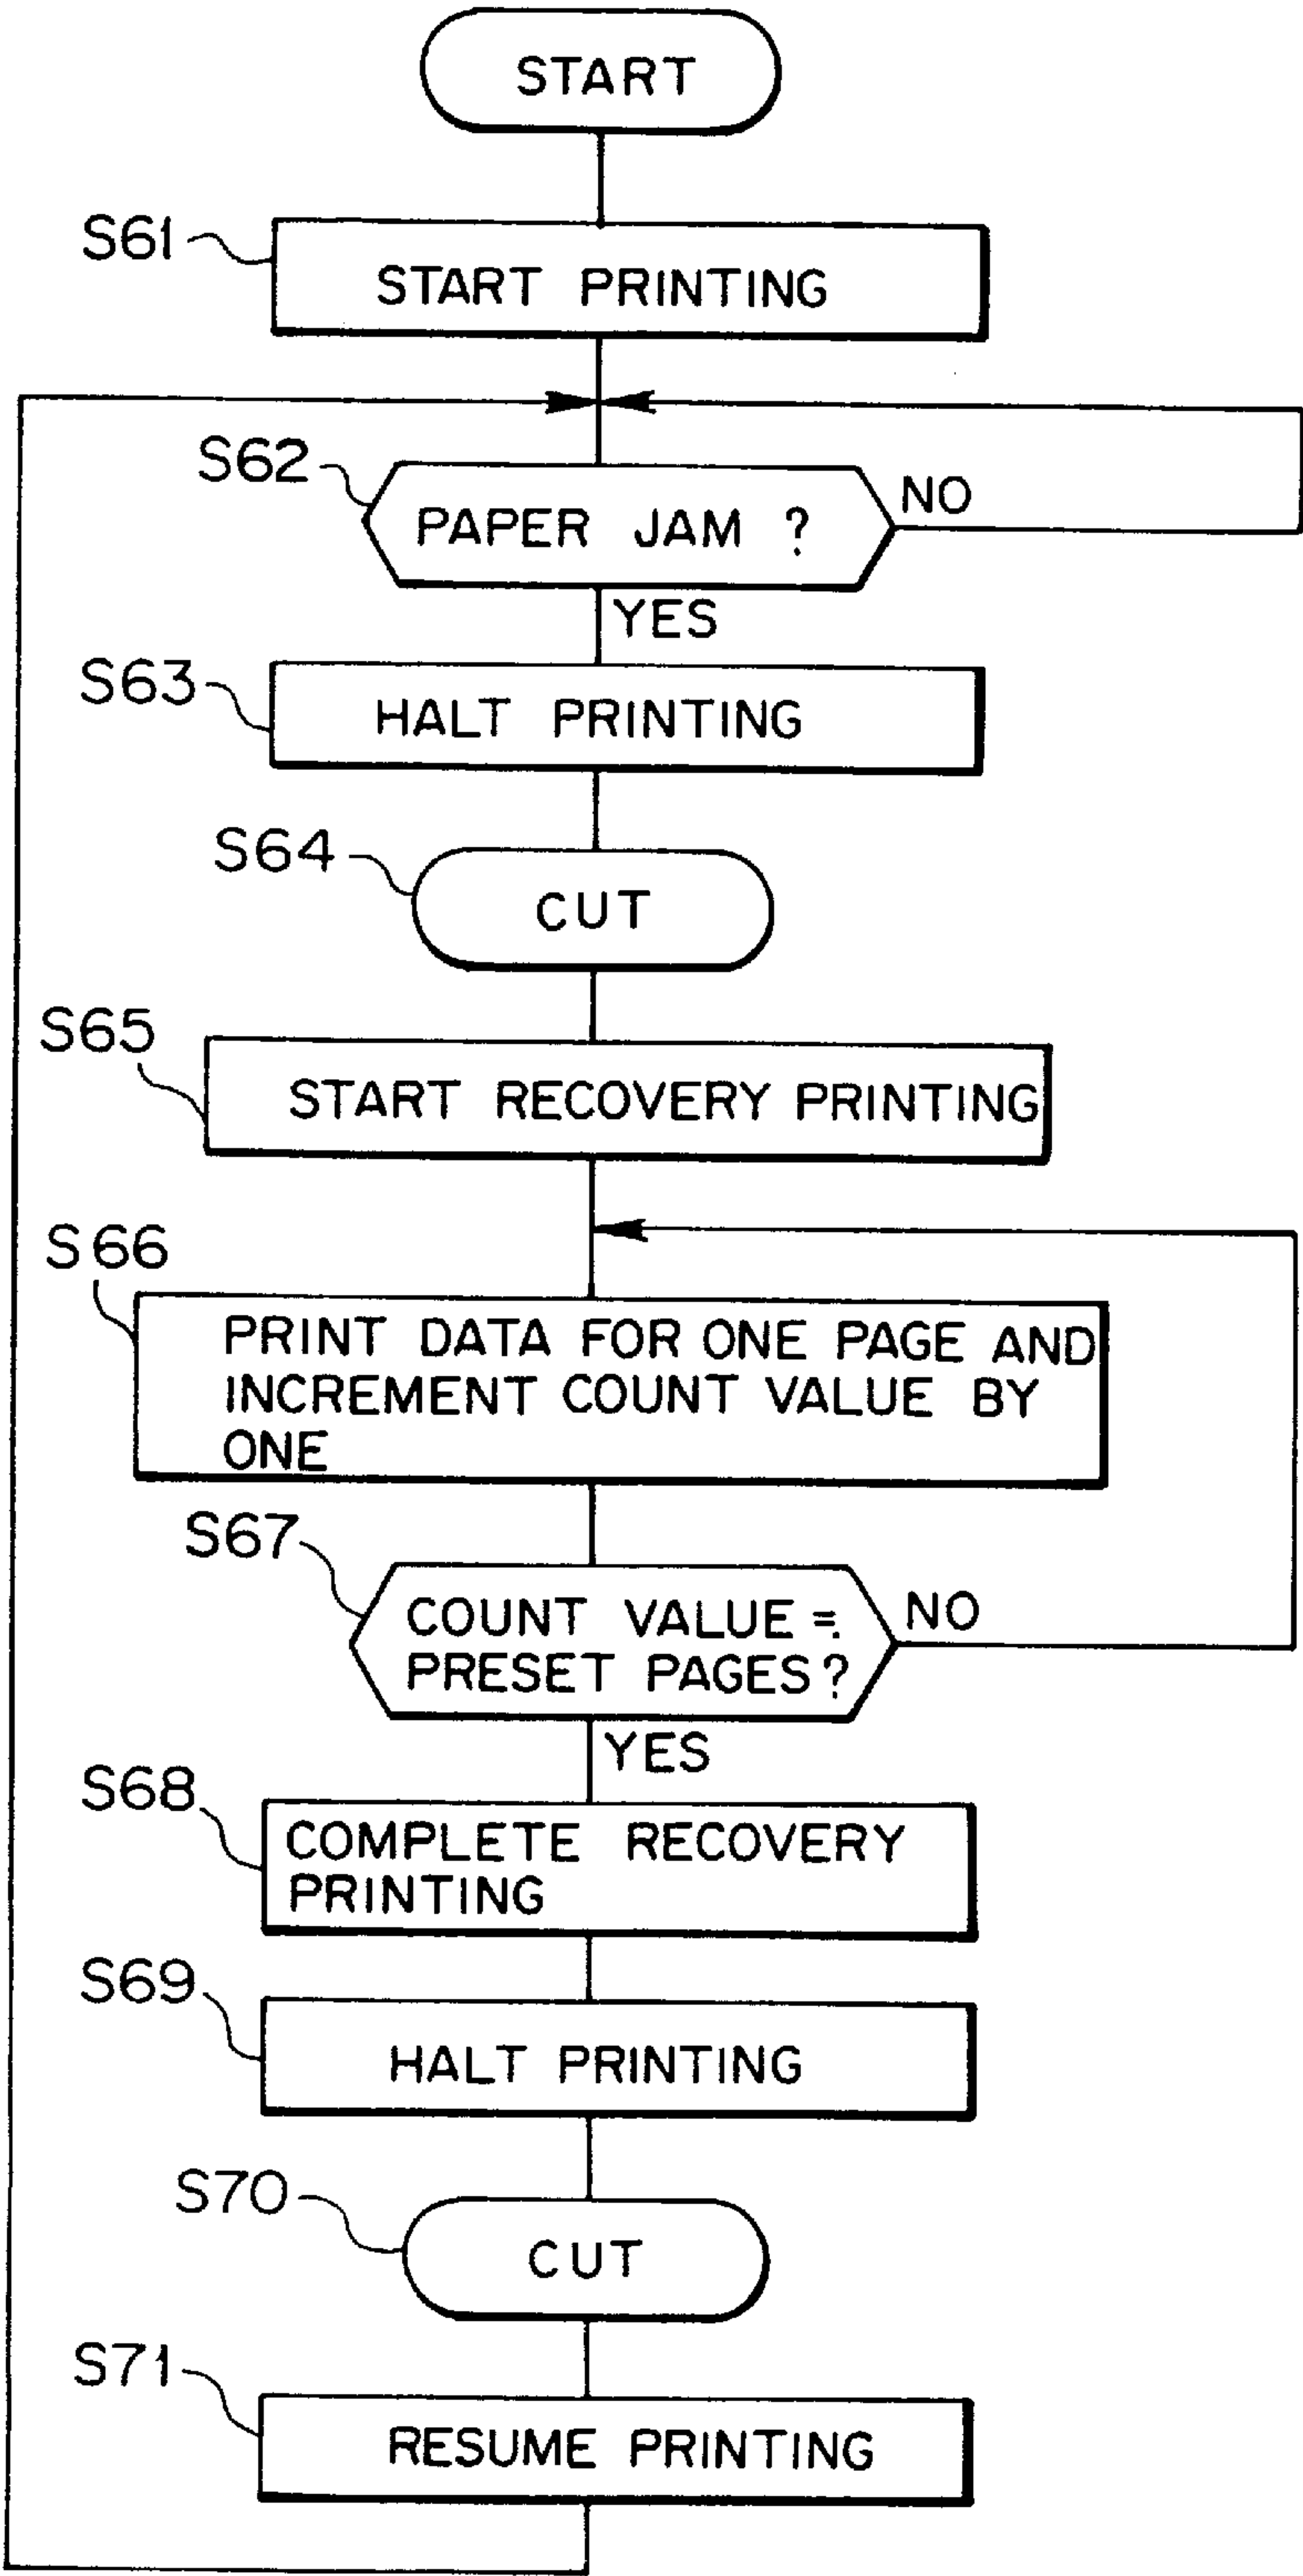 START
S61
START PRINTING
S62
PAPER JAM ?
NO
YES
S63
HALT PRINTING
S64
CUT
S65
START RECOVERY PRINTING
S66
PRINT DATA FOR ONE PAGE AND
INCREMENT COUNT VALUE BY
ONE
S67
COUNT VALUE =
PRESET PAGES?
NO
YES
S68
COMPLETE RECOVERY
PRINTING
S69
HALT PRINTING
S70
CUT
S71
RESUME PRINTING